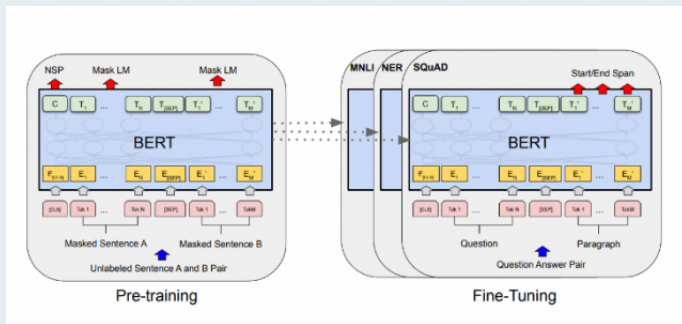 NSP Mask LM Mask LM
C T1 ... TN T[SEP] T1' ... TM'
BERT
E[CLS] E1 ... EN E[SEP] E1' ... EM'
[CLS] Tok 1 ... Tok N [SEP] Tok 1 ... TokM
Masked Sentence A Masked Sentence B
Unlabeled Sentence A and B Pair
Pre-training
MNLI NER SQuAD
Start/End Span
C T1 ... TN T[SEP] T1' ... TM'
BERT
E[CLS] E1 ... EN E[SEP] E1' ... EM'
[CLS] Tok 1 ... Tok N [SEP] Tok 1 ... TokM
Question Paragraph
Question Answer Pair
Fine-Tuning